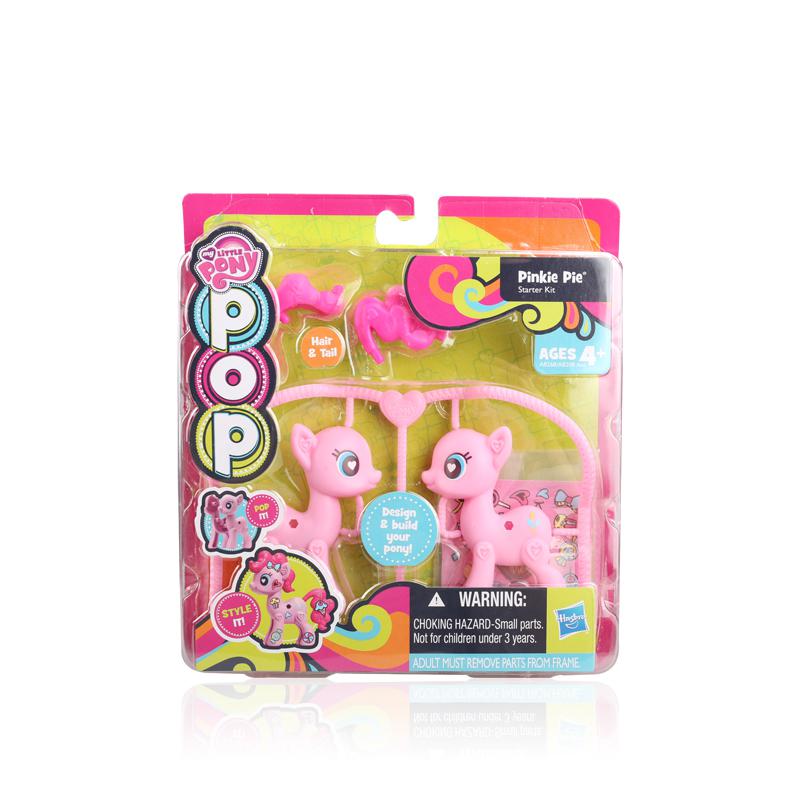 my LITTLE
PONY
pop
Pinkie Pie®
Starter Kit
AGES 4+
Hair
& Tail
Design
& build
your
pony!
POP
IT!
STYLE
IT!
WARNING:
CHOKING HAZARD-Small parts.
Not for children under 3 years.
Hasbro
ADULT MUST REMOVE PARTS FROM FRAME.